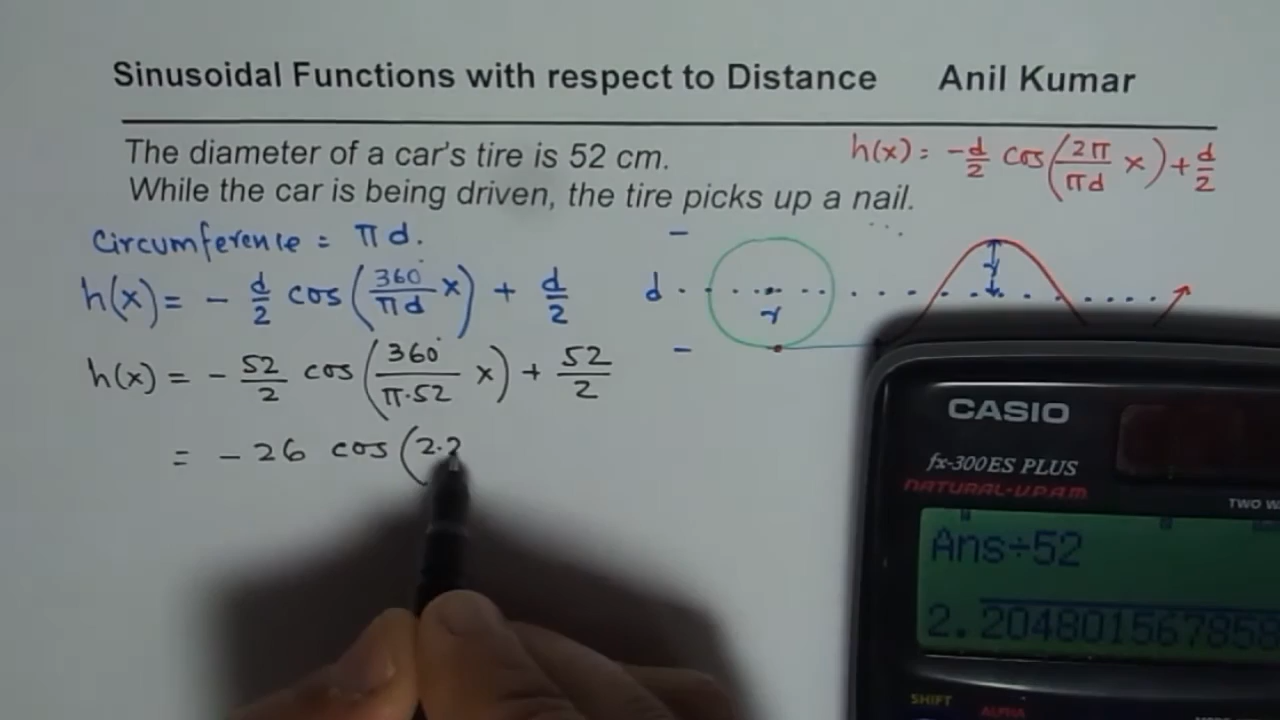 Sinusoidal Functions with respect to Distance Anil Kumar
The diameter of a car's tire is 52 cm.
While the car is being driven, the tire picks up a nail.
h(x) = -d/2 cos(2π/πd x) + d/2
Circumference = πd.
h(x) = - d/2 cos(360°/πd x) + d/2
d
r
r
h(x) = - 52/2 cos(360°/π·52 x) + 52/2
= - 26 cos(2.2
CASIO
fx-300ES PLUS
NATURAL-V.P.A.M.
TWO W
Ans÷52
2.204801567858
SHIFT
ALPHA